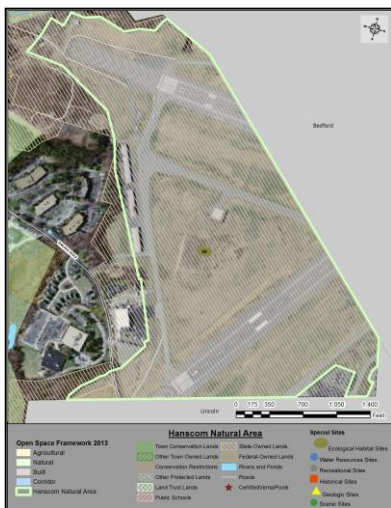 Bedford
Lincoln
0 175 350 700 1,050 1,400
Feet
Hanscom Natural Area
Open Space Framework 2013
Agricultural
Natural
Built
Corridor
Hanscom Natural Area
Town Conservation Lands
Other Town Owned Lands
Conservation Restrictions
Other Protected Lands
Land Trust Lands
Public Schools
State-Owned Lands
Federal-Owned Lands
Rivers and Ponds
Roads
CertifiedVernalPools
Special Sites
Ecological Habitat Sites
Water Resources Sites
Recreational Sites
Historical Sites
Geologic Sites
Scenic Sites